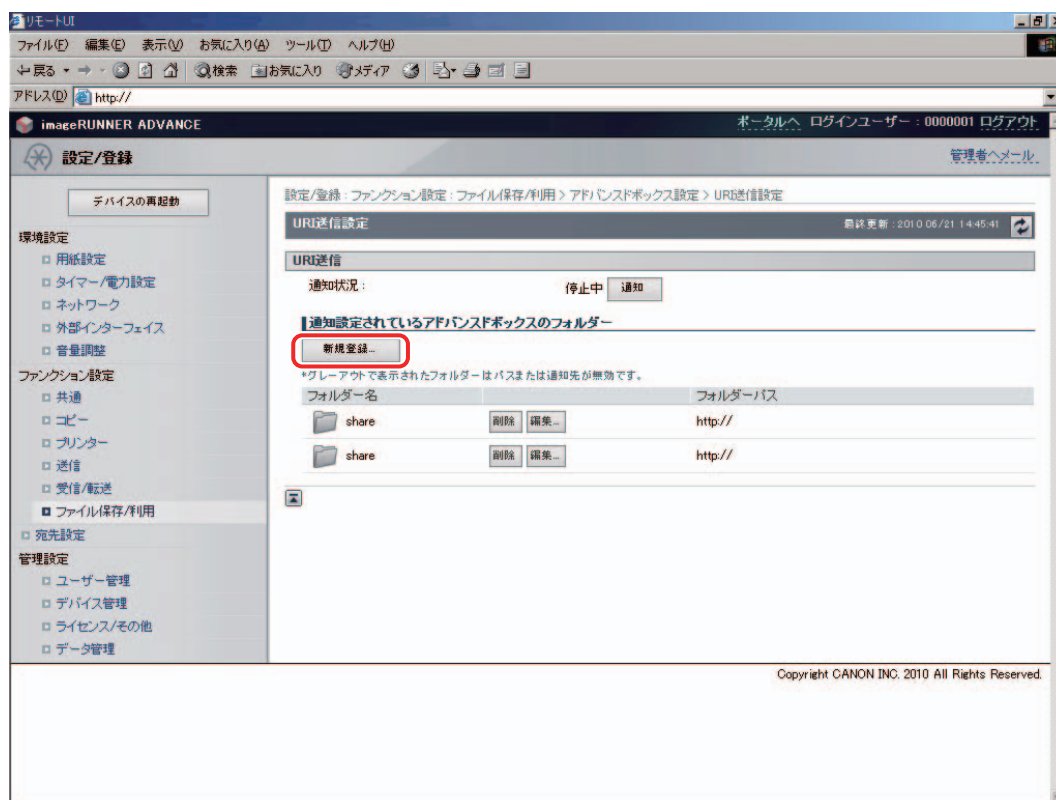 リモートUI
ファイル(F) 編集(E) 表示(V) お気に入り(A) ツール(T) ヘルプ(H)
戻る 検索 お気に入り メディア
アドレス(D) http://
imageRUNNER ADVANCE ポータルへ ログインユーザー : 0000001 ログアウト
設定/登録 管理者へメール
デバイスの再起動
環境設定
用紙設定
タイマー/電力設定
ネットワーク
外部インターフェイス
音量調整
ファンクション設定
共通
コピー
プリンター
送信
受信/転送
ファイル保存/利用
宛先設定
管理設定
ユーザー管理
デバイス管理
ライセンス/その他
データ管理
設定/登録 : ファンクション設定 : ファイル保存/利用 > アドバンスドボックス設定 > URI送信設定
URI送信設定 最終更新 : 2010 06/21 14:45:41
URI送信
通知状況 : 停止中 通知
通知設定されているアドバンスドボックスのフォルダー
新規登録...
*グレーアウトで表示されたフォルダーはパスまたは通知先が無効です。
フォルダー名 フォルダーパス
share 削除 編集... http://
share 削除 編集... http://
Copyright CANON INC. 2010 All Rights Reserved.